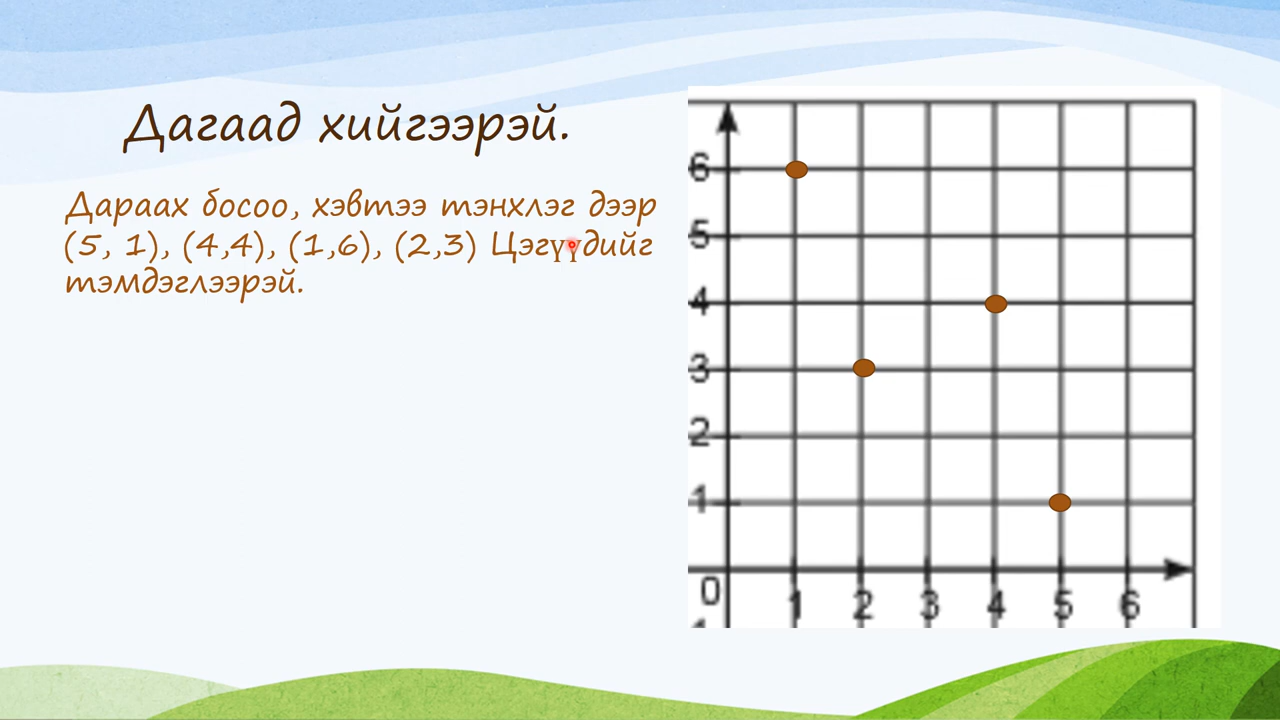 Дагаад хийгээрэй.
Дараах босоо, хэвтээ тэнхлэг дээр
(5, 1), (4,4), (1,6), (2,3) Цэгүүдийг
тэмдэглээрэй.
6
5
4
3
2
1
0 1 2 3 4 5 6